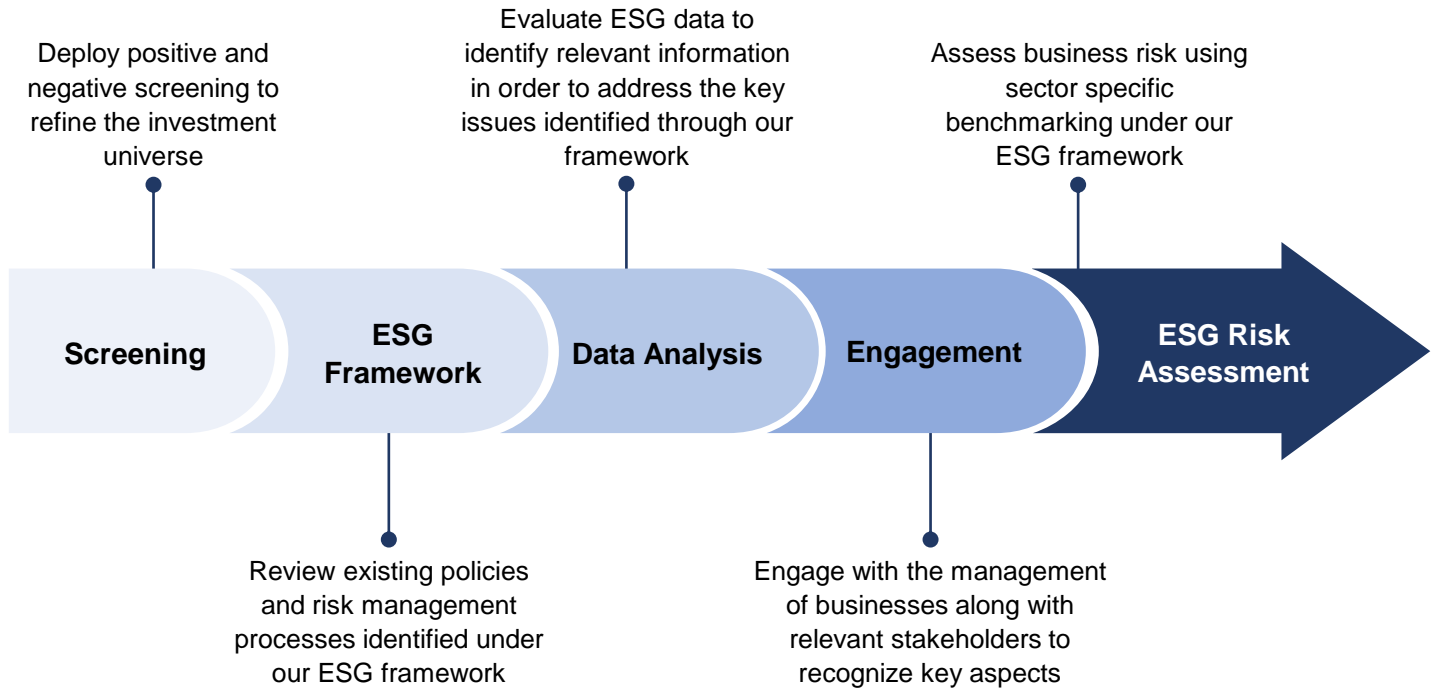 Deploy positive and
negative screening to
refine the investment
universe
Evaluate ESG data to
identify relevant information
in order to address the key
issues identified through our
framework
Assess business risk using
sector specific
benchmarking under our
ESG framework
Screening
ESG
Framework
Data Analysis
Engagement
ESG Risk
Assessment
Review existing policies
and risk management
processes identified under
our ESG framework
Engage with the management
of businesses along with
relevant stakeholders to
recognize key aspects